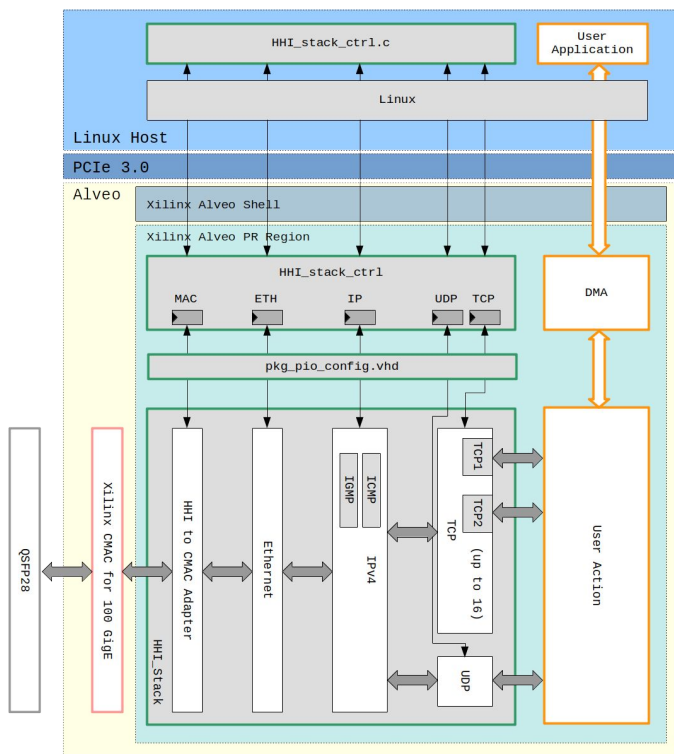 HHI_stack_ctrl.c
User
Application
Linux
Linux Host
PCIe 3.0
Alveo
Xilinx Alveo Shell
Xilinx Alveo PR Region
HHI_stack_ctrl
MAC
ETH
IP
UDP
TCP
DMA
pkg_pio_config.vhd
QSFP28
Xilinx CMAC for 100 GigE
HHI_Stack
HHI to CMAC Adapter
Ethernet
IPv4
IGMP
ICMP
TCP
(up to 16)
TCP1
TCP2
UDP
User Action